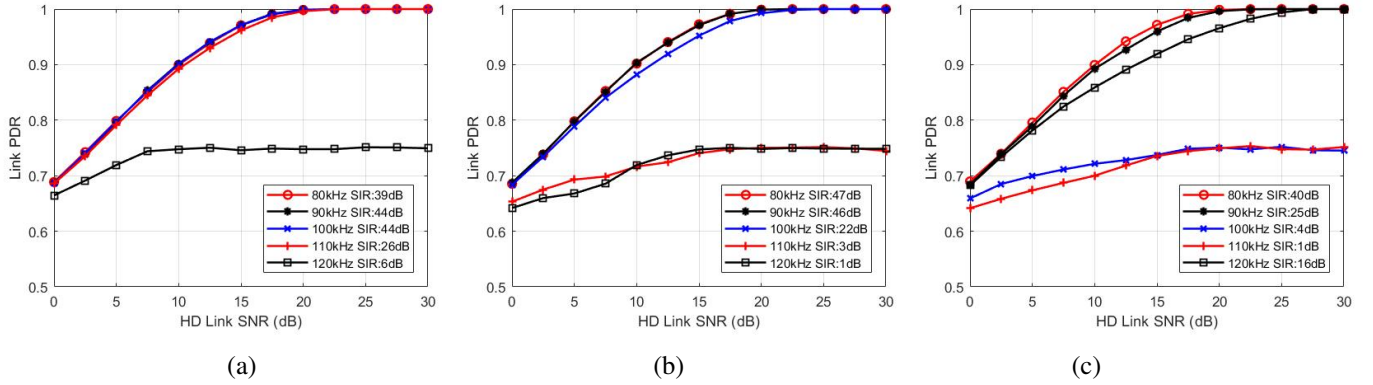 1
0.9
0.8
0.7
0.6
0.5
Link PDR
0 5 10 15 20 25 30
HD Link SNR (dB)
80kHz SIR:39dB
90kHz SIR:44dB
100kHz SIR:44dB
110kHz SIR:26dB
120kHz SIR:6dB
(a)
1
0.9
0.8
0.7
0.6
0.5
Link PDR
0 5 10 15 20 25 30
HD Link SNR (dB)
80kHz SIR:47dB
90kHz SIR:46dB
100kHz SIR:22dB
110kHz SIR:3dB
120kHz SIR:1dB
(b)
1
0.9
0.8
0.7
0.6
0.5
Link PDR
0 5 10 15 20 25 30
HD Link SNR (dB)
80kHz SIR:40dB
90kHz SIR:25dB
100kHz SIR:4dB
110kHz SIR:1dB
120kHz SIR:16dB
(c)